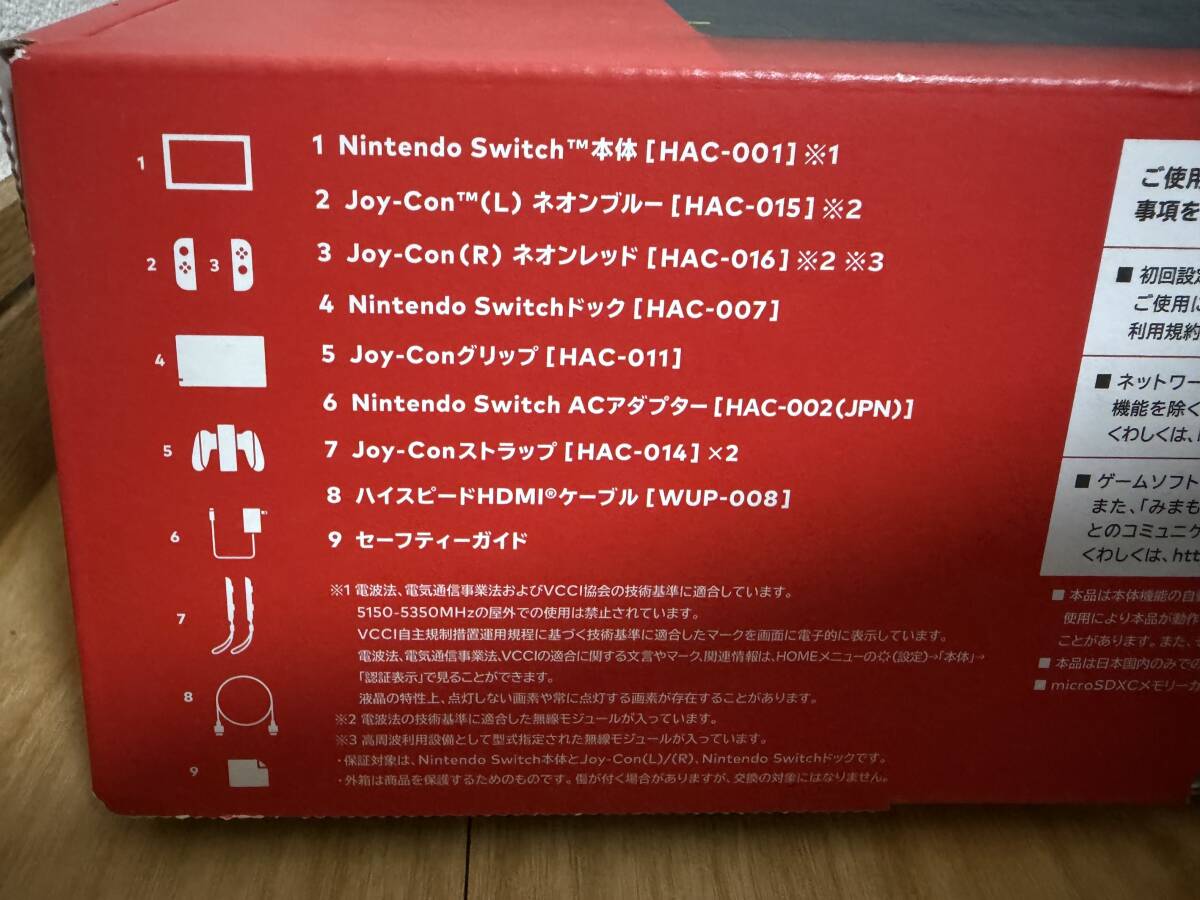 1 Nintendo Switch™本体[HAC-001]※1
2 Joy-Con™(L) ネオンブルー[HAC-015]※2
3 Joy-Con(R) ネオンレッド[HAC-016]※2 ※3
4 Nintendo Switchドック[HAC-007]
5 Joy-Conグリップ[HAC-011]
6 Nintendo Switch ACアダプター[HAC-002(JPN)]
7 Joy-Conストラップ[HAC-014]×2
8 ハイスピードHDMI®ケーブル[WUP-008]
9 セーフティーガイド
1
2 3
4
5
6
7
8
9
※1 電波法、電気通信事業法およびVCCI協会の技術基準に適合しています。
5150-5350MHzの屋外での使用は禁止されています。
VCCI自主規制措置運用規程に基づく技術基準に適合したマークを画面に電子的に表示しています。
電波法、電気通信事業法、VCCIの適合に関する文言やマーク、関連情報は、HOMEメニューの(設定)→「本体」→
「認証表示」で見ることができます。
液晶の特性上、点灯しない画素や常に点灯する画素が存在することがあります。
※2 電波法の技術基準に適合した無線モジュールが入っています。
※3 高周波利用設備として型式指定された無線モジュールが入っています。
・保証対象は、Nintendo Switch本体とJoy-Con(L)/(R)、Nintendo Switchドックです。
・外箱は商品を保護するためのものです。傷が付く場合がありますが、交換の対象にはなりません。
ご使用
事項を
■ 初回設定
ご使用に
利用規約
■ ネットワー
機能を除く
くわしくは、
■ ゲームソフト
また、「みまも
とのコミュニケ
くわしくは、htt
■ 本品は本体機能の自
使用により本品が動作
ことがあります。また、
■ 本品は日本国内のみでの
■ microSDXCメモリーカ